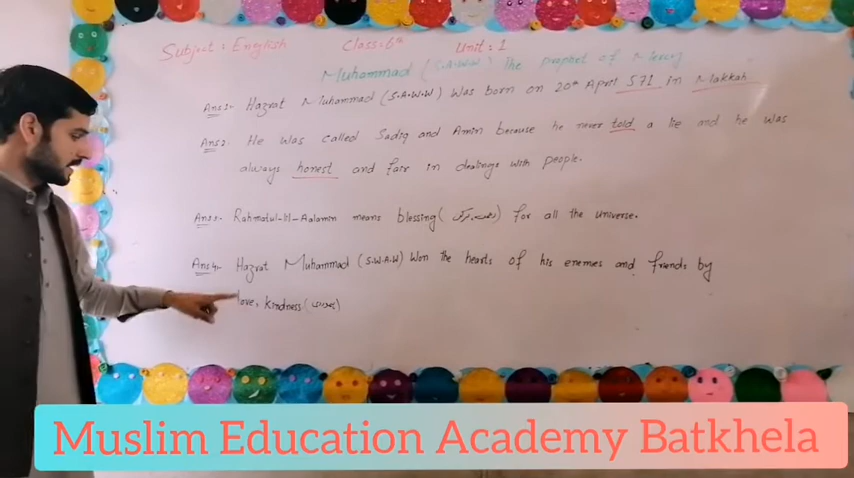 Subject: English Class: 6th Unit: 1
Muhammad (S.A.W.W) the prophet of Mercy
Ans1:- Hazrat Muhammad (S.A.W.W) was born on 20th April 571 in Makkah
Ans2:- He was called Sadiq and Amin because he never told a lie and he was
always honest and fair in dealings with people.
Ans3:- Rahmatul-lil-Aalamin means blessing ( ) for all the universe.
Ans4:- Hazrat Muhammad (S.W.A.W) Won the hearts of his enemies and friends by
love, kindness ( )
Muslim Education Academy Batkhela